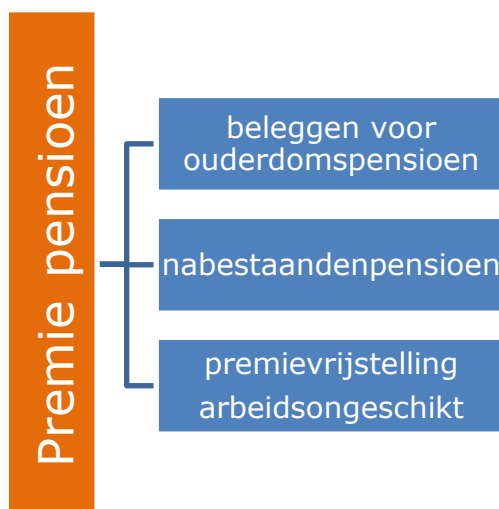 Premie pensioen
beleggen voor
ouderdomspensioen
nabestaandenpensioen
premievrijstelling
arbeidsongeschikt